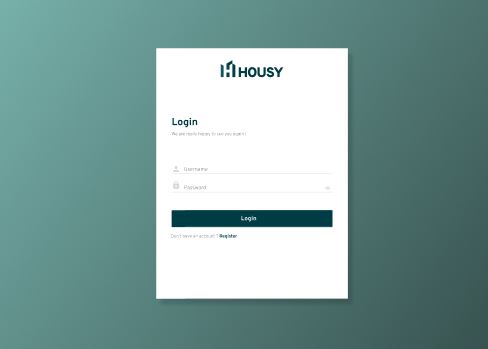 HOUSY
Login
We are really happy to see you again!
Username
Password
Login
Don't have an account ? Register